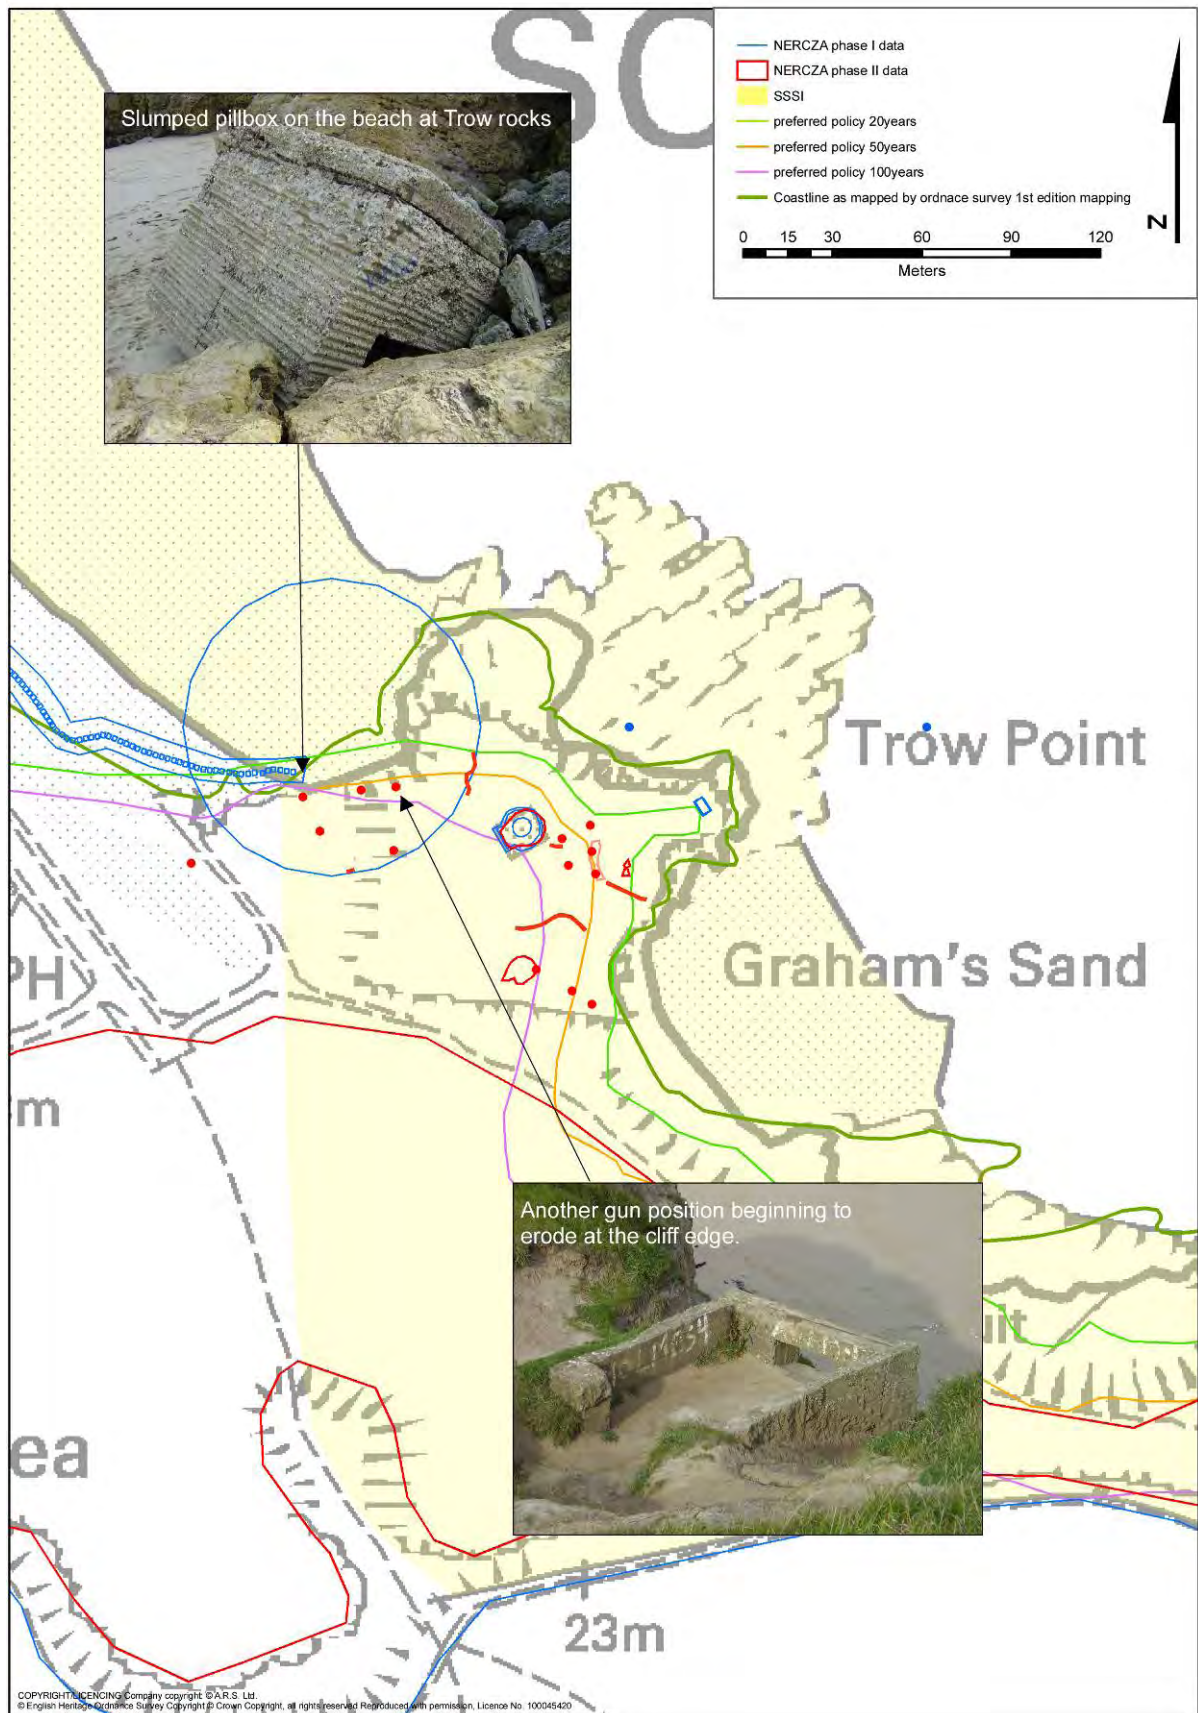 SO
NERCZA phase I data
NERCZA phase II data
SSSI
preferred policy 20years
preferred policy 50years
preferred policy 100years
Coastline as mapped by ordnace survey 1st edition mapping
0 15 30 60 90 120
Meters
N
Slumped pillbox on the beach at Trow rocks
Trow Point
Graham's Sand
PH
m
Another gun position beginning to
erode at the cliff edge.
ea
23m
COPYRIGHT/LICENCING Company copyright © A.R.S. Ltd.
© English Heritage Ordnance Survey Copyright © Crown Copyright, all rights reserved Reproduced with permission, Licence No. 100045420